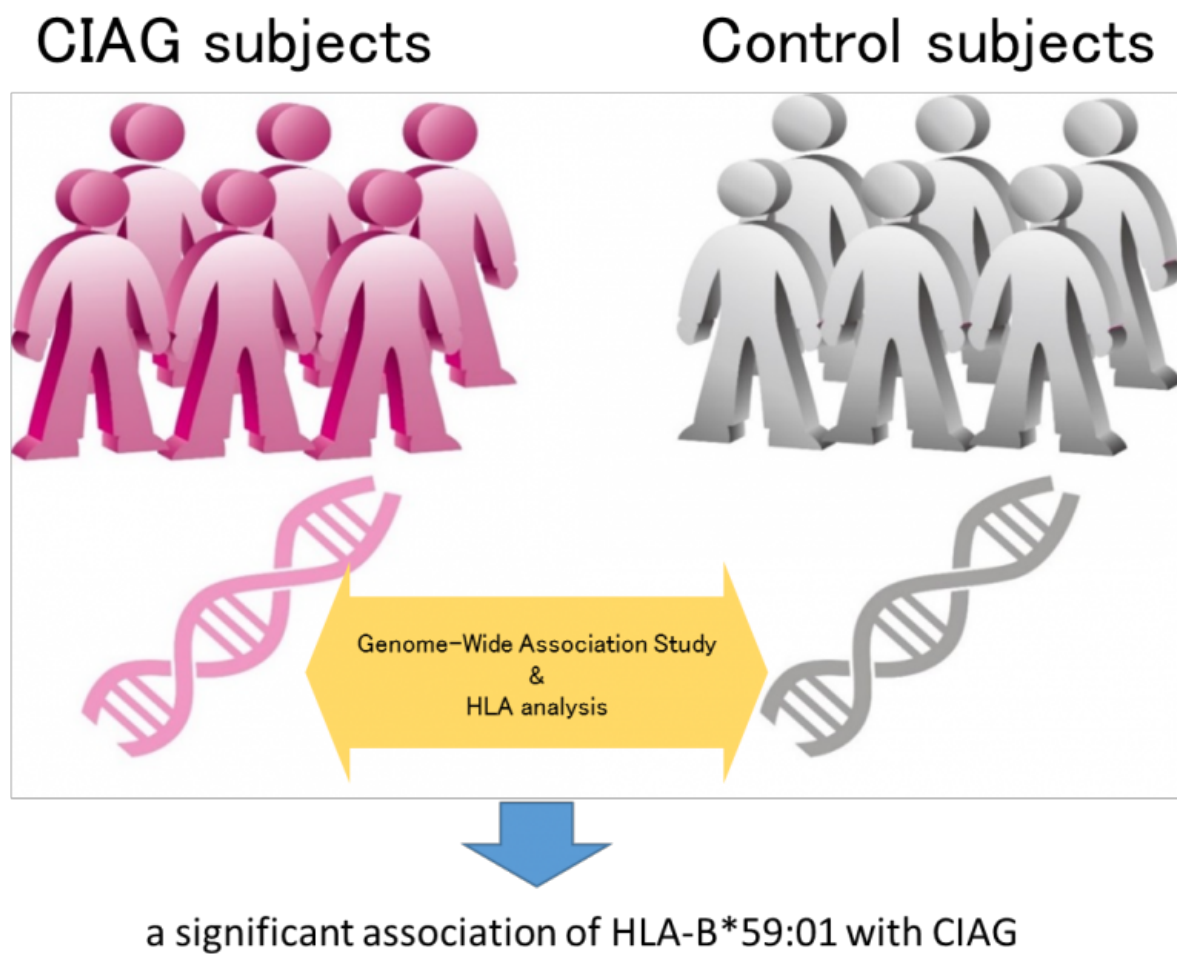 CIAG subjects
Control subjects
Genome-Wide Association Study
&
HLA analysis
a significant association of HLA-B*59:01 with CIAG